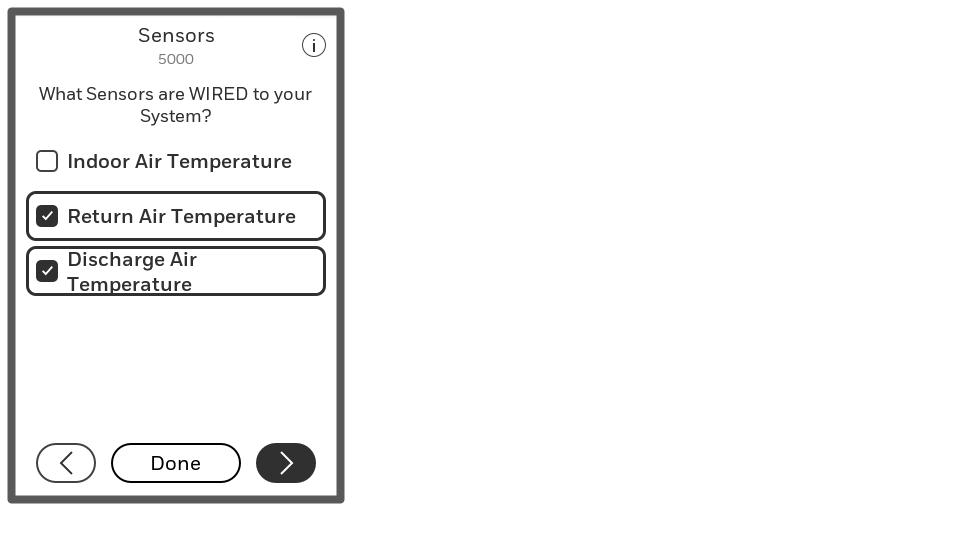 Sensors
5000
What Sensors are WIRED to your
System?
Indoor Air Temperature
Return Air Temperature
Discharge Air
Temperature
Done